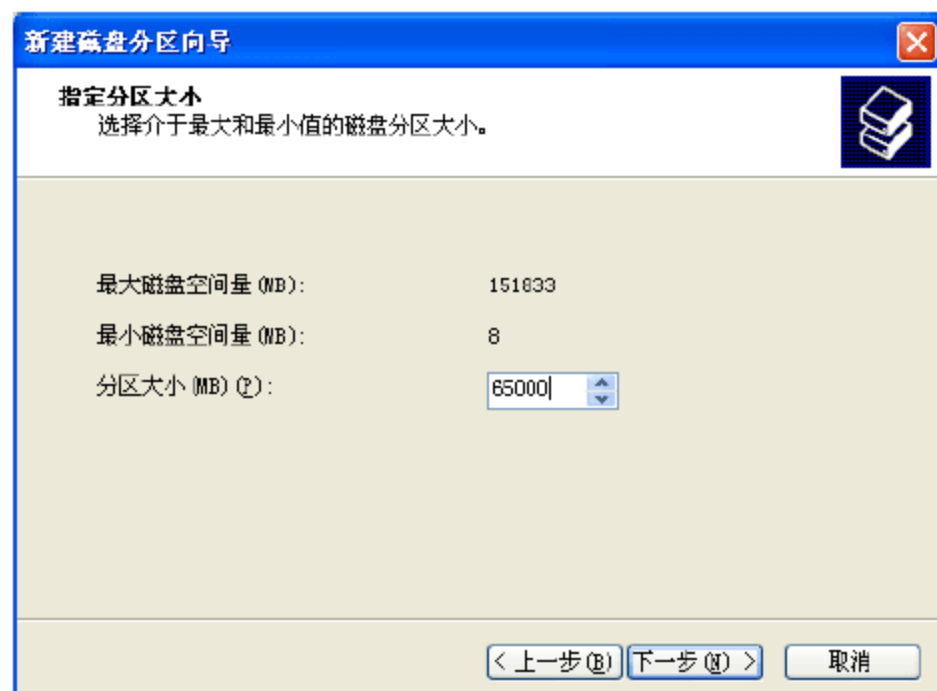 新建磁盘分区向导
指定分区大小
选择介于最大和最小值的磁盘分区大小。
最大磁盘空间量(MB): 151833
最小磁盘空间量(MB): 8
分区大小(MB)(P): 65000
< 上一步(B) 下一步(N) > 取消